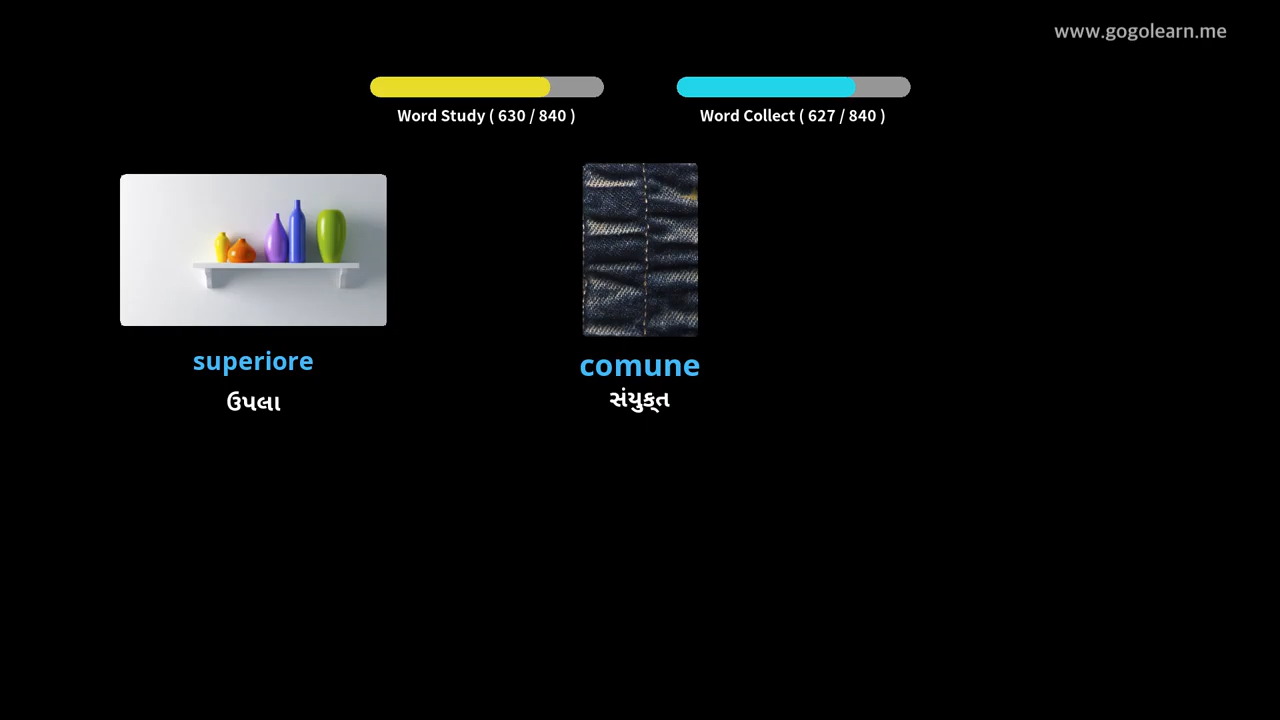 www.gogolearn.me
Word Study ( 630 / 840 )
Word Collect ( 627 / 840 )
superiore
ઉપલા
comune
સંયુક્ત